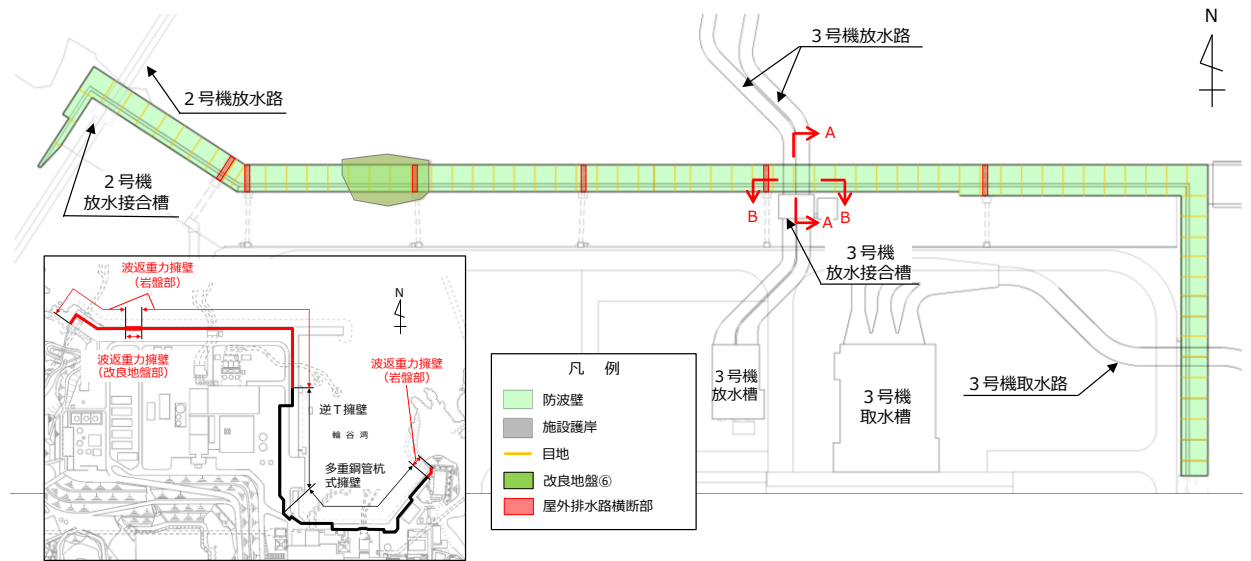 3号機放水路
N
2号機放水路
A
2号機
放水接合槽
B
B
A
3号機
放水接合槽
波返重力擁壁
（岩盤部）
N
波返重力擁壁
（改良地盤部）
波返重力擁壁
（岩盤部）
逆T擁壁
輪谷湾
多重鋼管杭
式擁壁
凡　例
防波壁
施設護岸
目地
改良地盤⑥
屋外排水路横断部
3号機
放水槽
3号機
取水槽
3号機取水路